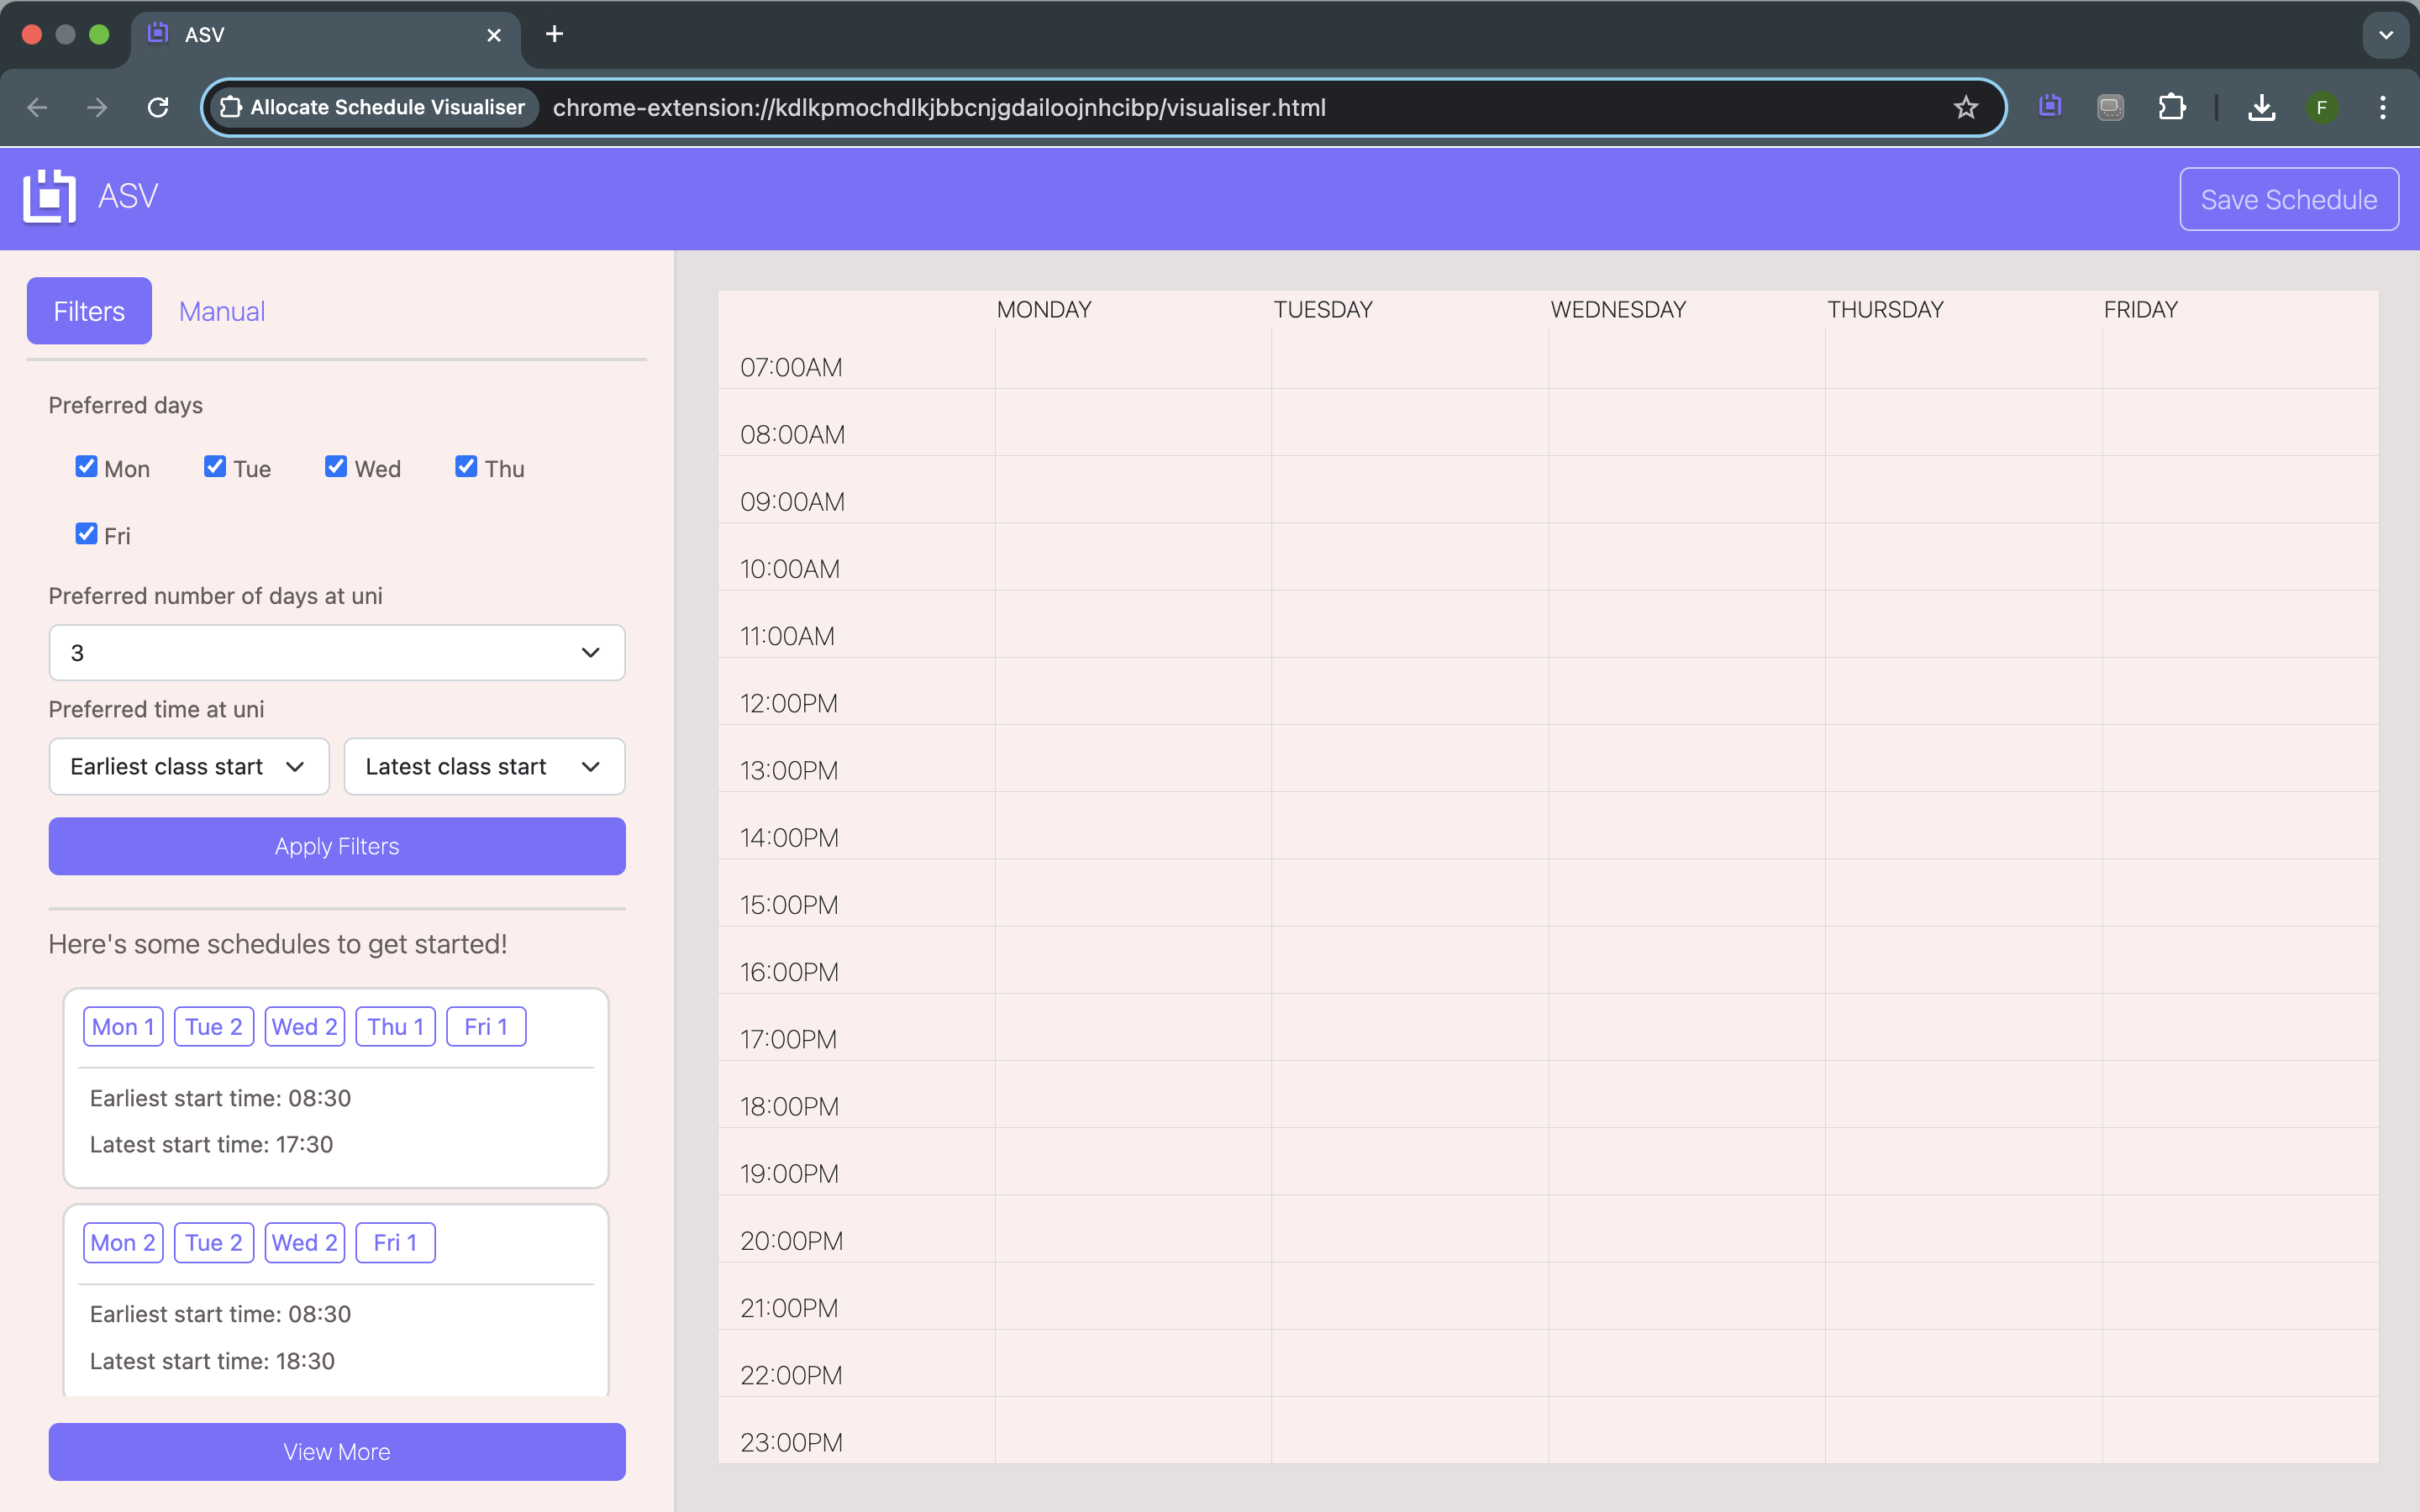 ASV
Allocate Schedule Visualiser
chrome-extension://kdlkpmochdlkjbbcnjgdailoojnhcibp/visualiser.html
F
ASV
Save Schedule
Filters
Manual
Preferred days
Mon
Tue
Wed
Thu
Fri
Preferred number of days at uni
3
Preferred time at uni
Earliest class start
Latest class start
Apply Filters
Here's some schedules to get started!
Mon 1
Tue 2
Wed 2
Thu 1
Fri 1
Earliest start time: 08:30
Latest start time: 17:30
Mon 2
Tue 2
Wed 2
Fri 1
Earliest start time: 08:30
Latest start time: 18:30
View More
MONDAY
TUESDAY
WEDNESDAY
THURSDAY
FRIDAY
07:00AM
08:00AM
09:00AM
10:00AM
11:00AM
12:00PM
13:00PM
14:00PM
15:00PM
16:00PM
17:00PM
18:00PM
19:00PM
20:00PM
21:00PM
22:00PM
23:00PM